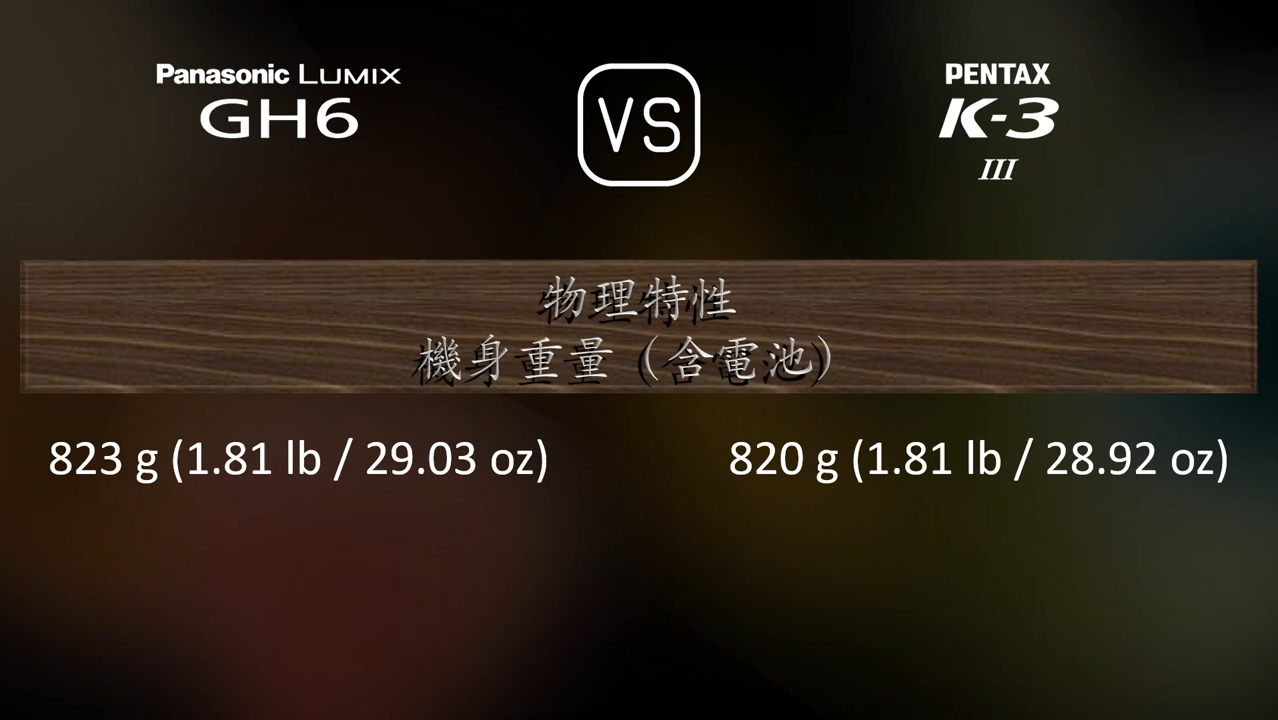 Panasonic LUMIX
GH6
VS
PENTAX
K-3
III
物理特性
機身重量（含電池）
823 g (1.81 lb / 29.03 oz)
820 g (1.81 lb / 28.92 oz)